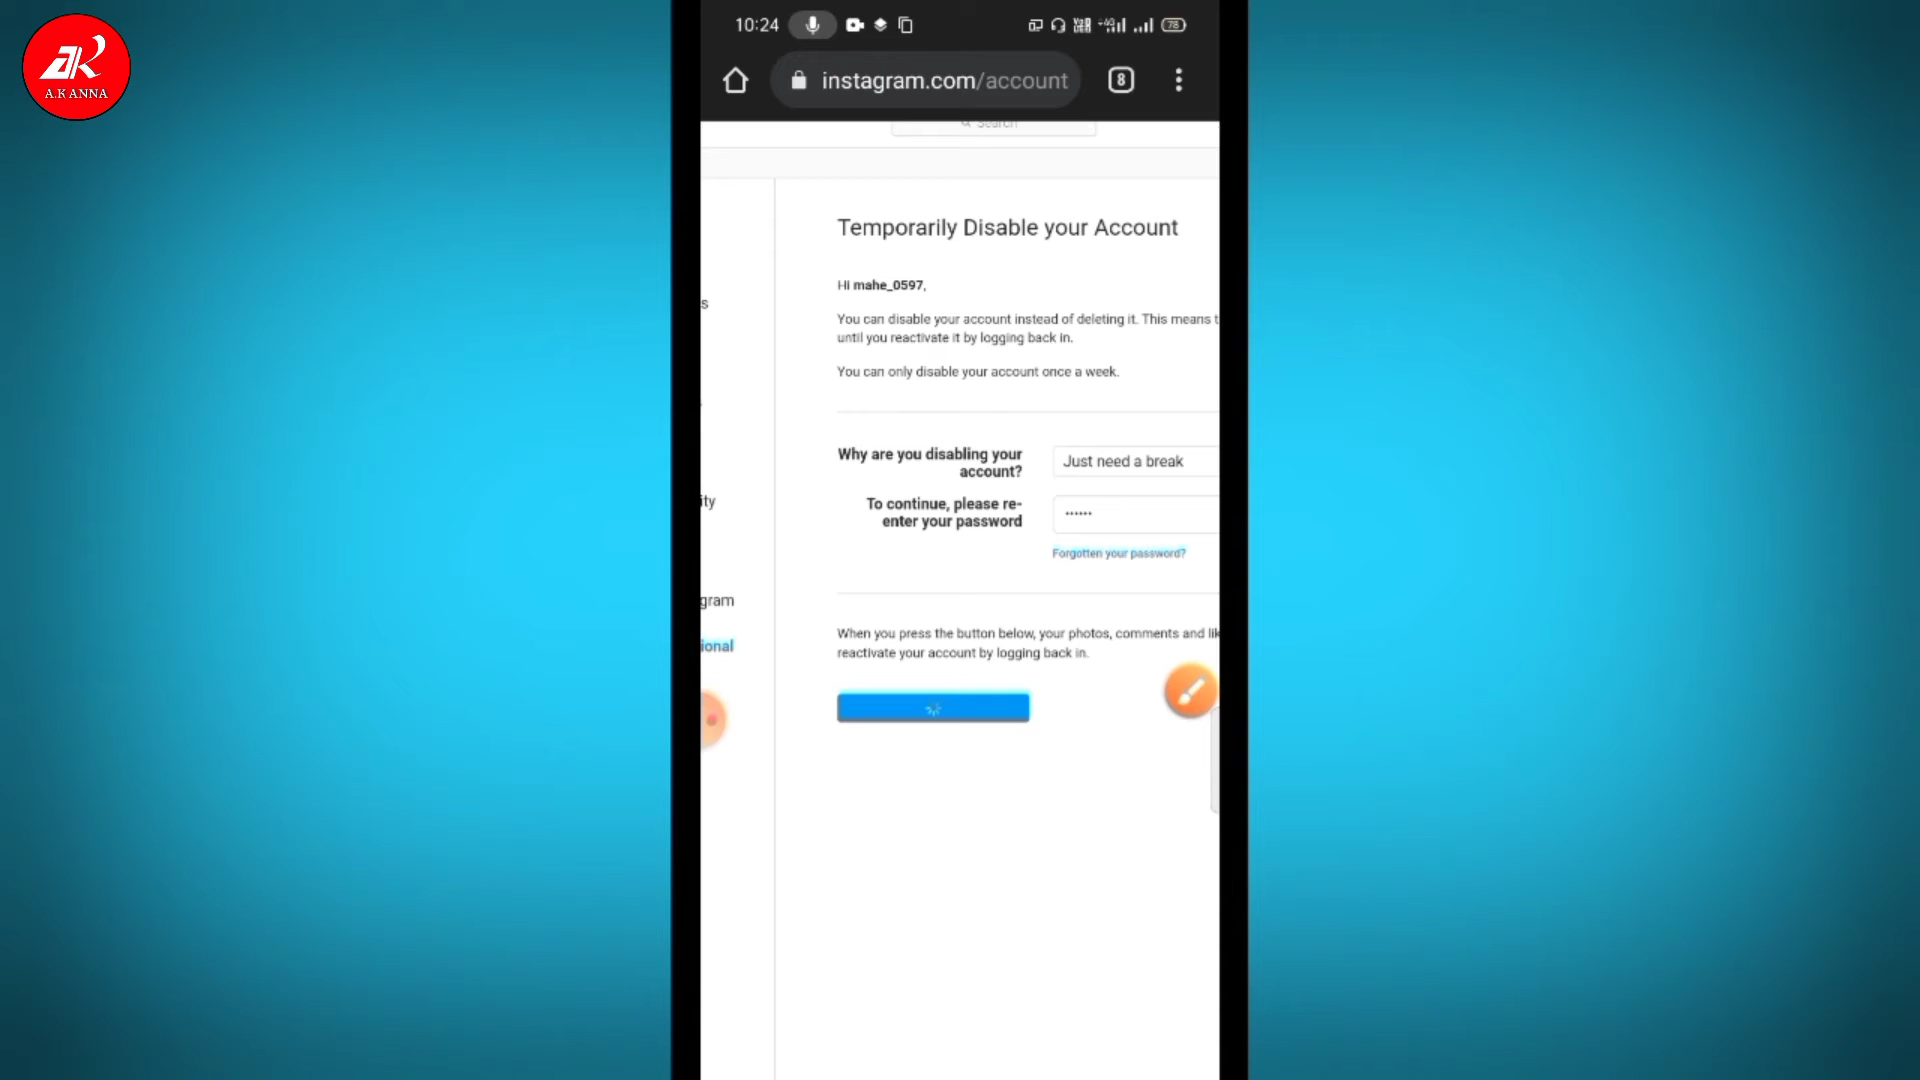 AK
A.K ANNA
10:24
78
instagram.com/account
8
Search
Temporarily Disable your Account
Hi mahe_0597,
You can disable your account instead of deleting it. This means t
until you reactivate it by logging back in.
You can only disable your account once a week.
Why are you disabling your
account?
Just need a break
To continue, please re-
enter your password
••••••
Forgotten your password?
When you press the button below, your photos, comments and lik
reactivate your account by logging back in.
s
ity
gram
ional